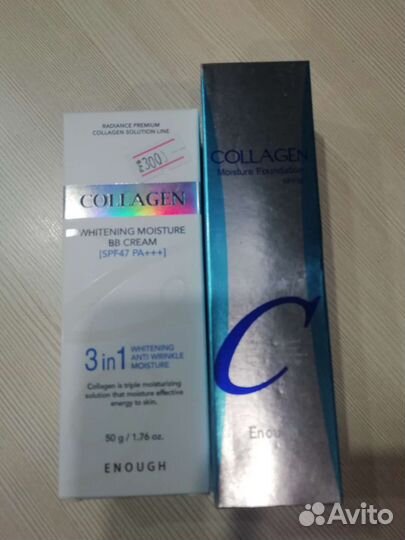 RADIANCE PREMIUM
COLLAGEN SOLUTION LINE
300
COLLAGEN
WHITENING MOISTURE
BB CREAM
[SPF47 PA+++]
3 in 1
WHITENING
ANTI WRINKLE
MOISTURE
Collagen is triple moisturizing
solution that moisture effective
energy to skin.
50 g / 1.76 oz.
ENOUGH
COLLAGEN
Moisture Foundation
C
Enough
Avito